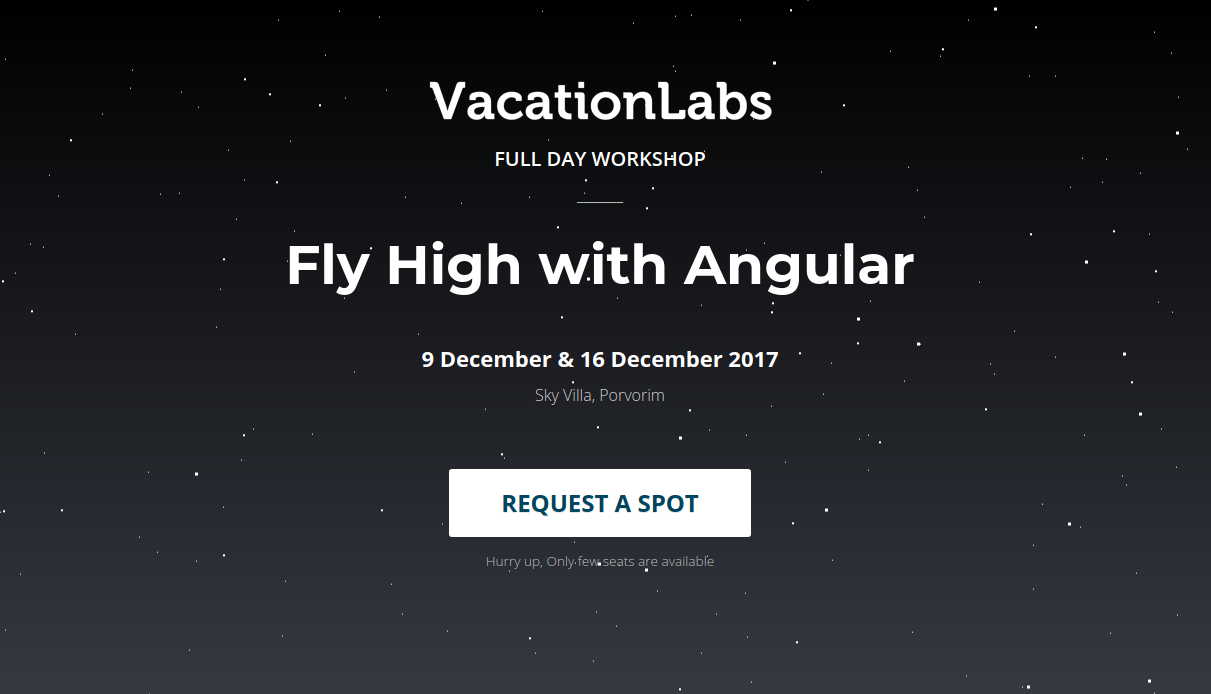 VacationLabs
FULL DAY WORKSHOP
Fly High with Angular
9 December & 16 December 2017
Sky Villa, Porvorim
REQUEST A SPOT
Hurry up, Only few seats are available